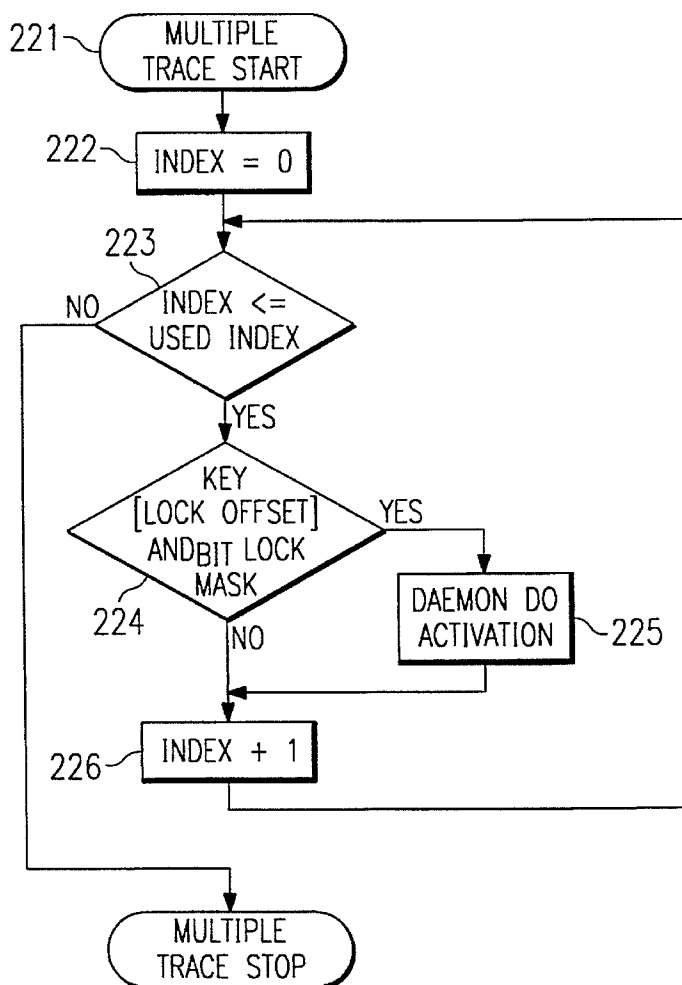 221
MULTIPLE
TRACE START
222
INDEX = 0
223
NO
INDEX <=
USED INDEX
YES
KEY
[LOCK OFFSET]
ANDBIT LOCK
MASK
YES
224
NO
DAEMON DO
ACTIVATION
225
INDEX + 1
226
MULTIPLE
TRACE STOP